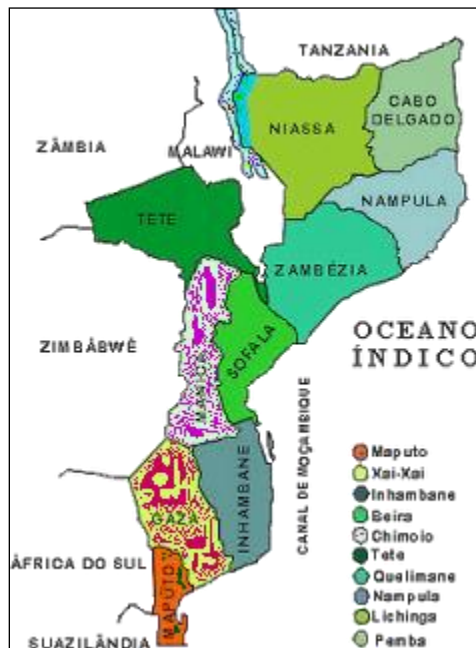 TANZANIA
CABO
DELGADO
NIASSA
ZÂMBIA
MALAWI
NAMPULA
TETE
ZAMBÉZIA
OCEANO
ÍNDICO
ZIMBÁBWÈ
SOFALA
MANICA
CANAL DE MOÇAMBIQUE
INHAMBANE
GAZA
Maputo
Xai-Xai
Inhambane
Beira
Chimoio
Tete
Quelimane
Nampula
Lichinga
Pemba
ÁFRICA DO SUL
MAPUTO
SUAZILÂNDIA